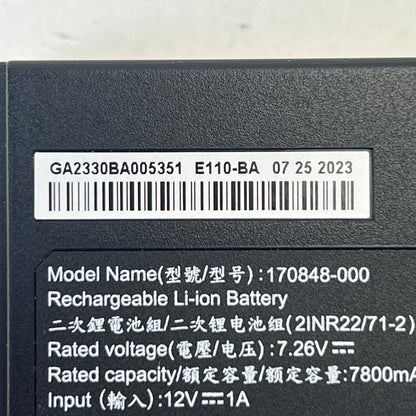 GA2330BA005351 E110-BA 07 25 2023
Model Name(型號/型号):170848-000
Rechargeable Li-ion Battery
二次鋰電池組/二次锂电池组(2INR22/71-2)
Rated voltage(電壓/电压):7.26V⎓
Rated capacity/額定容量/额定容量:7800mA
Input (輸入):12V⎓1A